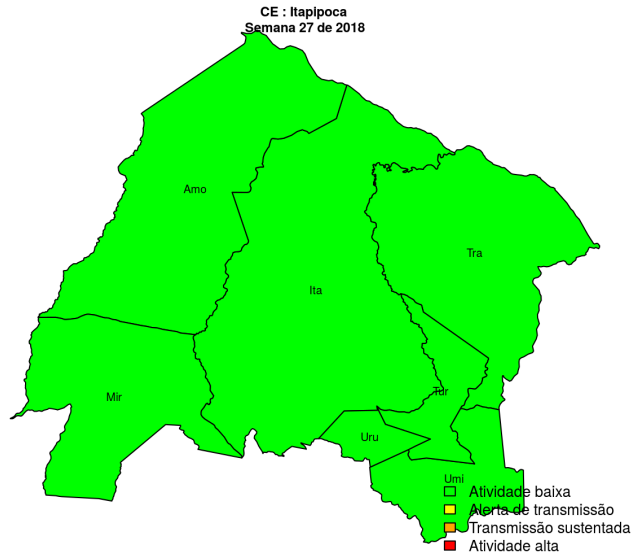 CE : Itapipoca
Semana 27 de 2018
Amo
Tra
Ita
Tur
Mir
Uru
Umi
Atividade baixa
Alerta de transmissão
Transmissão sustentada
Atividade alta